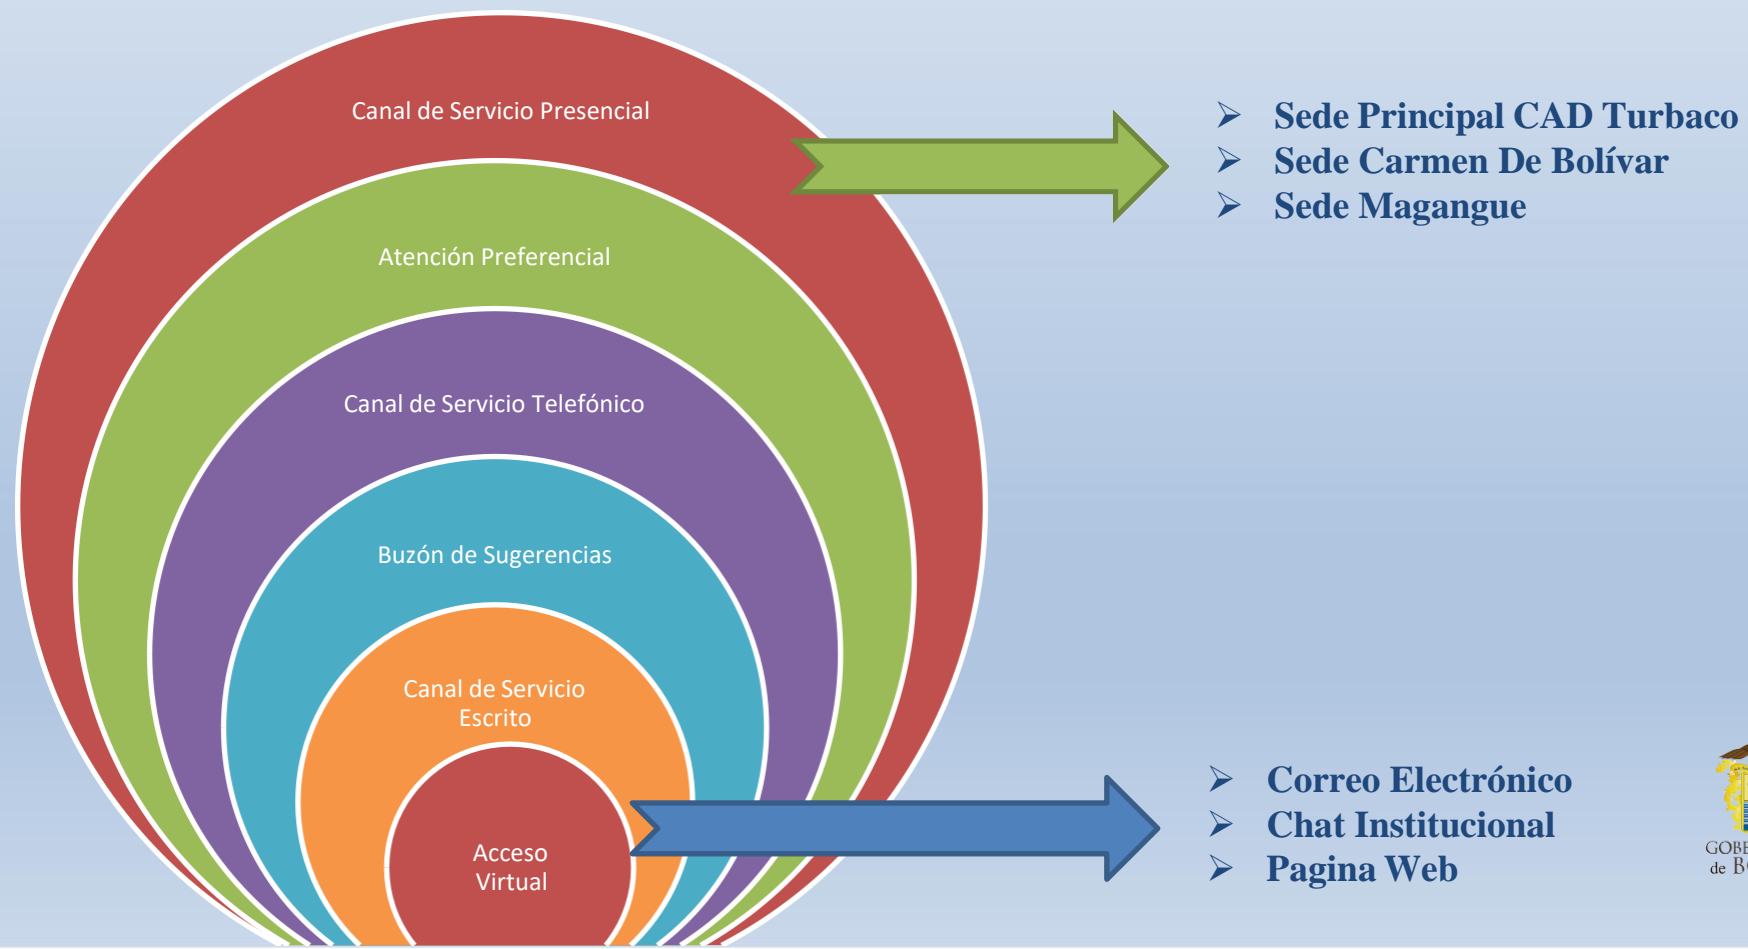 Canal de Servicio Presencial
Atención Preferencial
Canal de Servicio Telefónico
Buzón de Sugerencias
Canal de Servicio
Escrito
Acceso
Virtual
➢ Sede Principal CAD Turbaco
➢ Sede Carmen De Bolívar
➢ Sede Magangue
➢ Correo Electrónico
➢ Chat Institucional
➢ Pagina Web
de